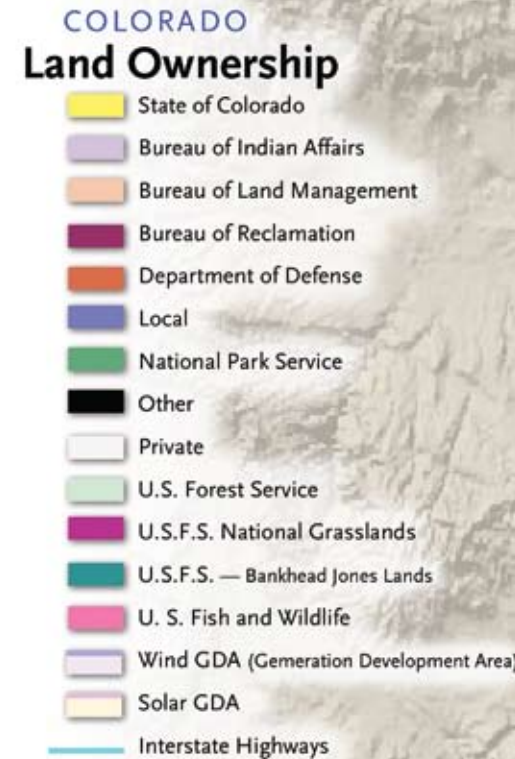 COLORADO
Land Ownership
State of Colorado
Bureau of Indian Affairs
Bureau of Land Management
Bureau of Reclamation
Department of Defense
Local
National Park Service
Other
Private
U.S. Forest Service
U.S.F.S. National Grasslands
U.S.F.S. — Bankhead Jones Lands
U. S. Fish and Wildlife
Wind GDA (Gemeration Development Area)
Solar GDA
Interstate Highways